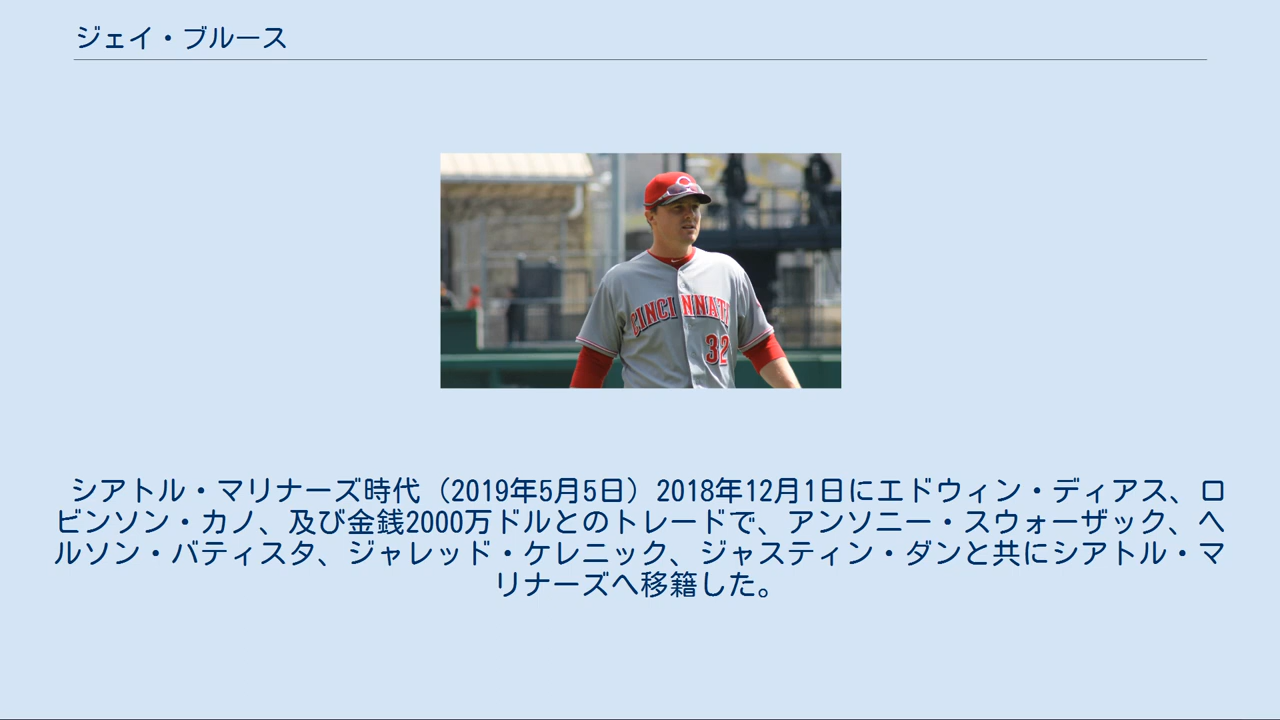 ジェイ・ブルース
CINCINNATI
32
シアトル・マリナーズ時代（2019年5月5日）2018年12月1日にエドウィン・ディアス、ロ
ビンソン・カノ、及び金銭2000万ドルとのトレードで、アンソニー・スウォーザック、ヘ
ルソン・バティスタ、ジャレッド・ケレニック、ジャスティン・ダンと共にシアトル・マ
リナーズへ移籍した。